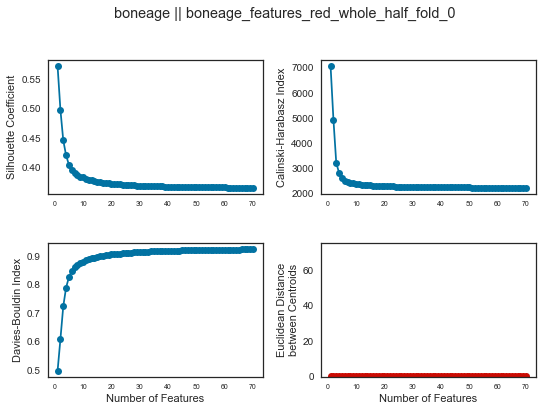 boneage || boneage_features_red_whole_half_fold_0
Silhouette Coefficient
0.55
0.50
0.45
0.40
0 10 20 30 40 50 60 70
Calinski-Harabasz Index
7000
6000
5000
4000
3000
2000
0 10 20 30 40 50 60 70
Davies-Bouldin Index
0.9
0.8
0.7
0.6
0.5
0 10 20 30 40 50 60 70
Number of Features
Euclidean Distance
between Centroids
60
40
20
0
0 10 20 30 40 50 60 70
Number of Features